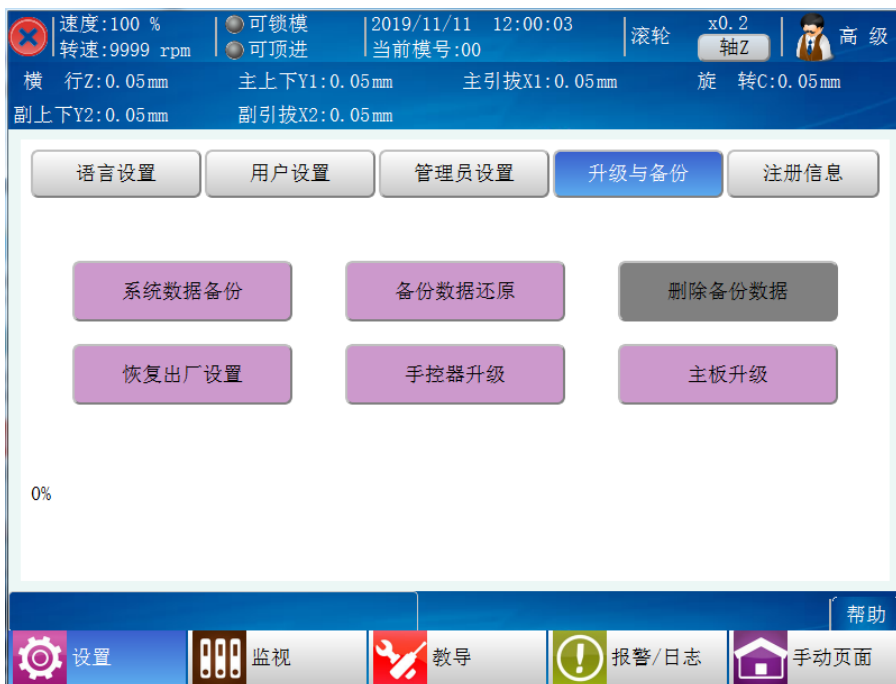 速度:100 % 可锁模 2019/11/11 12:00:03 滚轮 x0.2 高 级
转速:9999 rpm 可顶进 当前模号:00 轴Z
横 行Z:0.05mm 主上下Y1:0.05mm 主引拔X1:0.05mm 旋 转C:0.05mm
副上下Y2:0.05mm 副引拔X2:0.05mm
语言设置 用户设置 管理员设置 升级与备份 注册信息
系统数据备份 备份数据还原 删除备份数据
恢复出厂设置 手控器升级 主板升级
0%
帮助
设置 监视 教导 报警/日志 手动页面